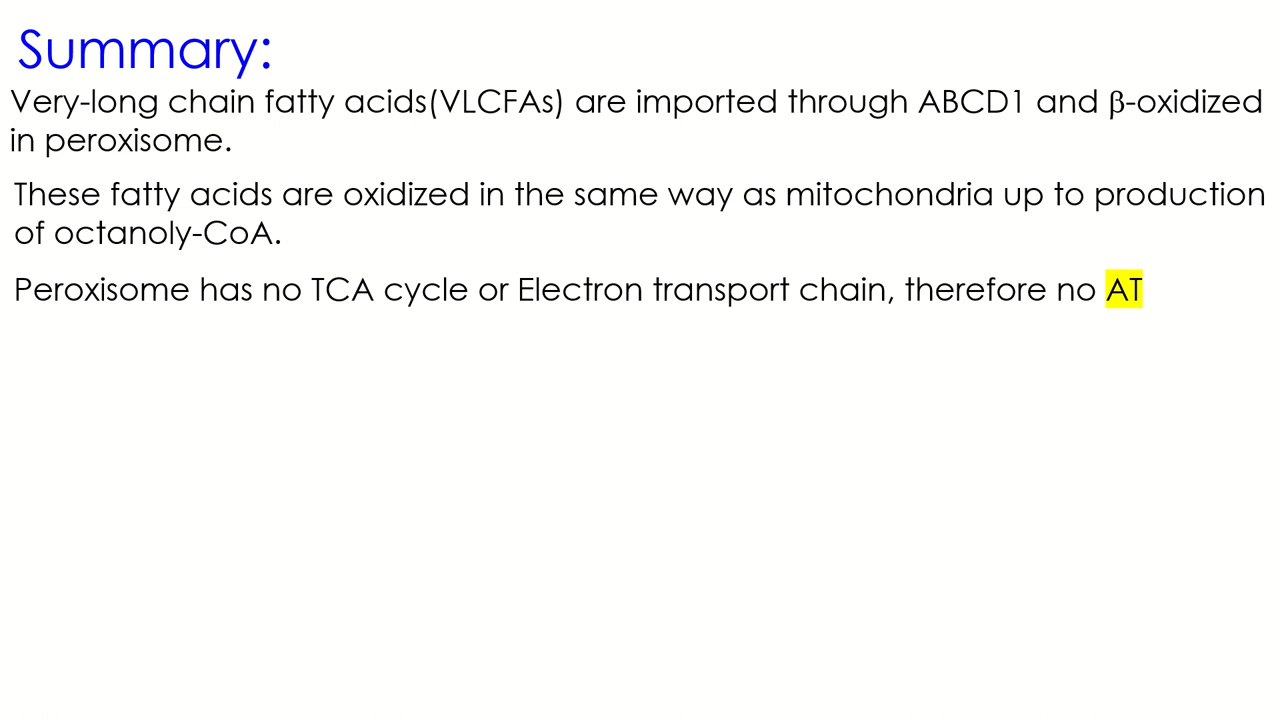 Summary:
Very-long chain fatty acids(VLCFAs) are imported through ABCD1 and β-oxidized
in peroxisome.
These fatty acids are oxidized in the same way as mitochondria up to production
of octanoly-CoA.
Peroxisome has no TCA cycle or Electron transport chain, therefore no AT